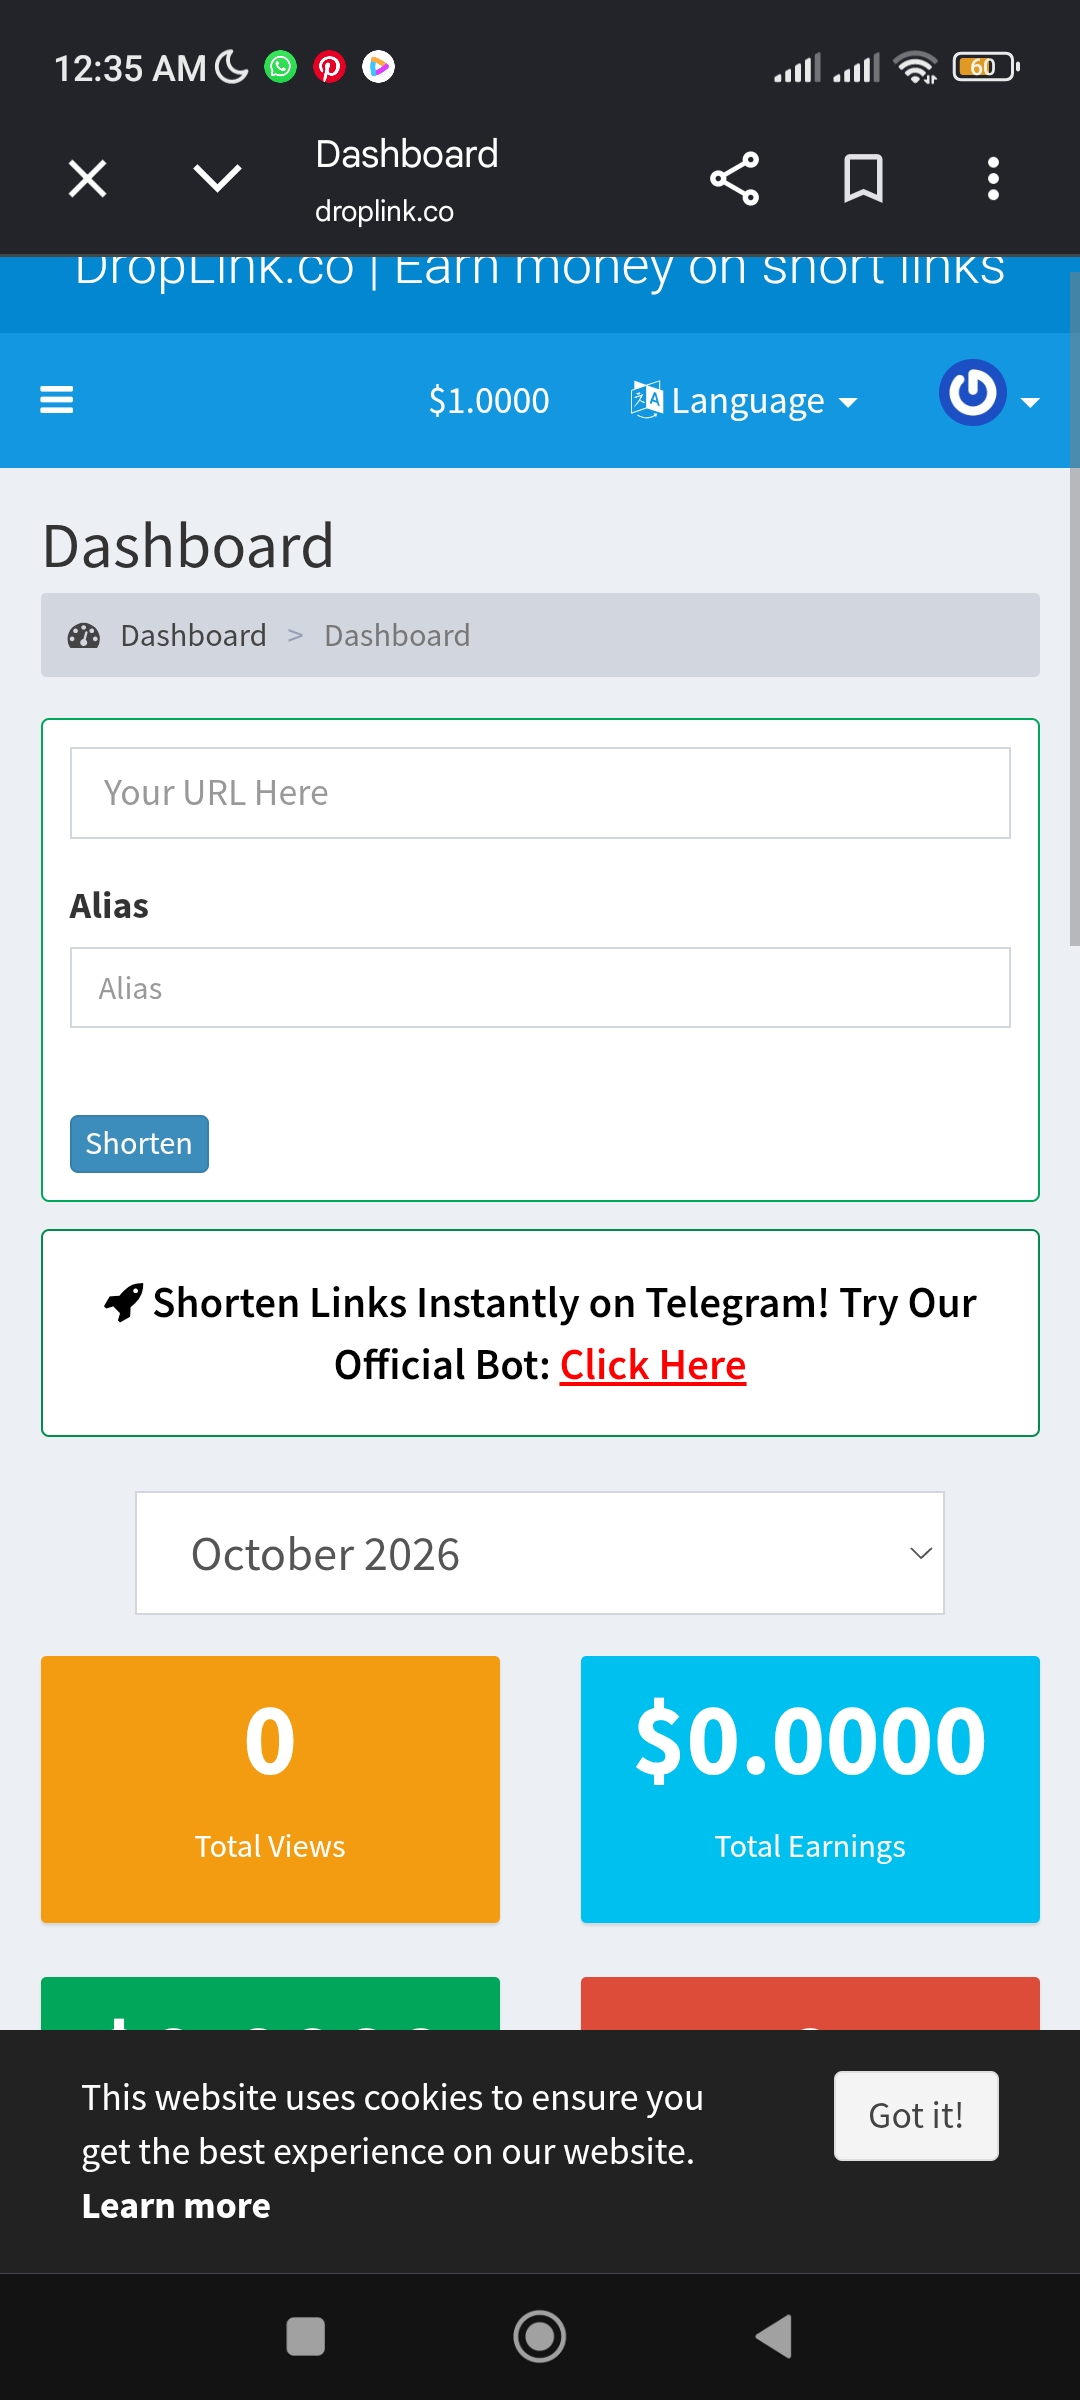 12:35 AM
60
Dashboard
droplink.co
DropLink.co | Earn money on short links
$1.0000
Language
Dashboard
Dashboard > Dashboard
Your URL Here
Alias
Alias
Shorten
Shorten Links Instantly on Telegram! Try Our
Official Bot: Click Here
October 2026
0
Total Views
$0.0000
Total Earnings
This website uses cookies to ensure you
get the best experience on our website.
Learn more
Got it!